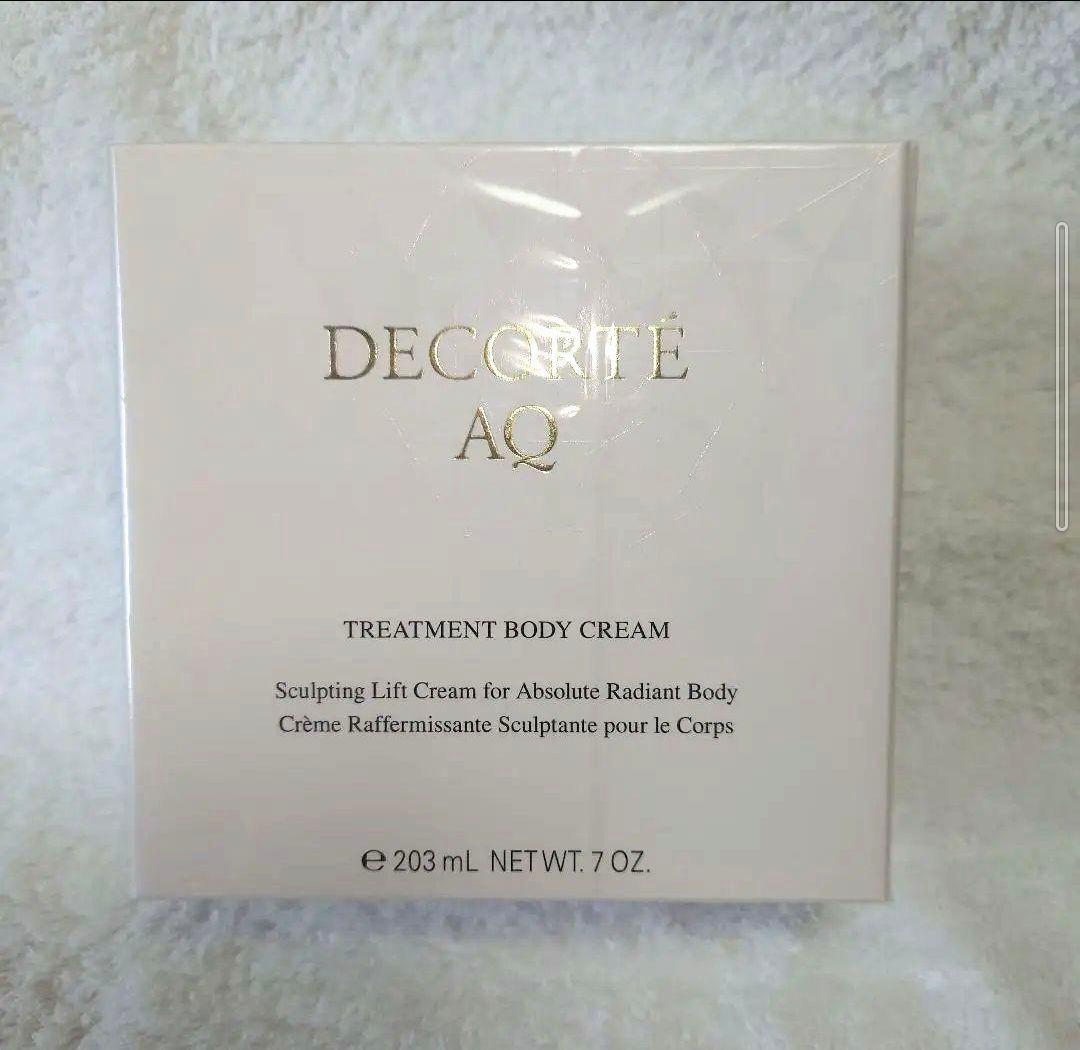 DECORTÉ
AQ
TREATMENT BODY CREAM
Sculpting Lift Cream for Absolute Radiant Body
Crème Raffermissante Sculptante pour le Corps
℮ 203 mL NET WT. 7 OZ.